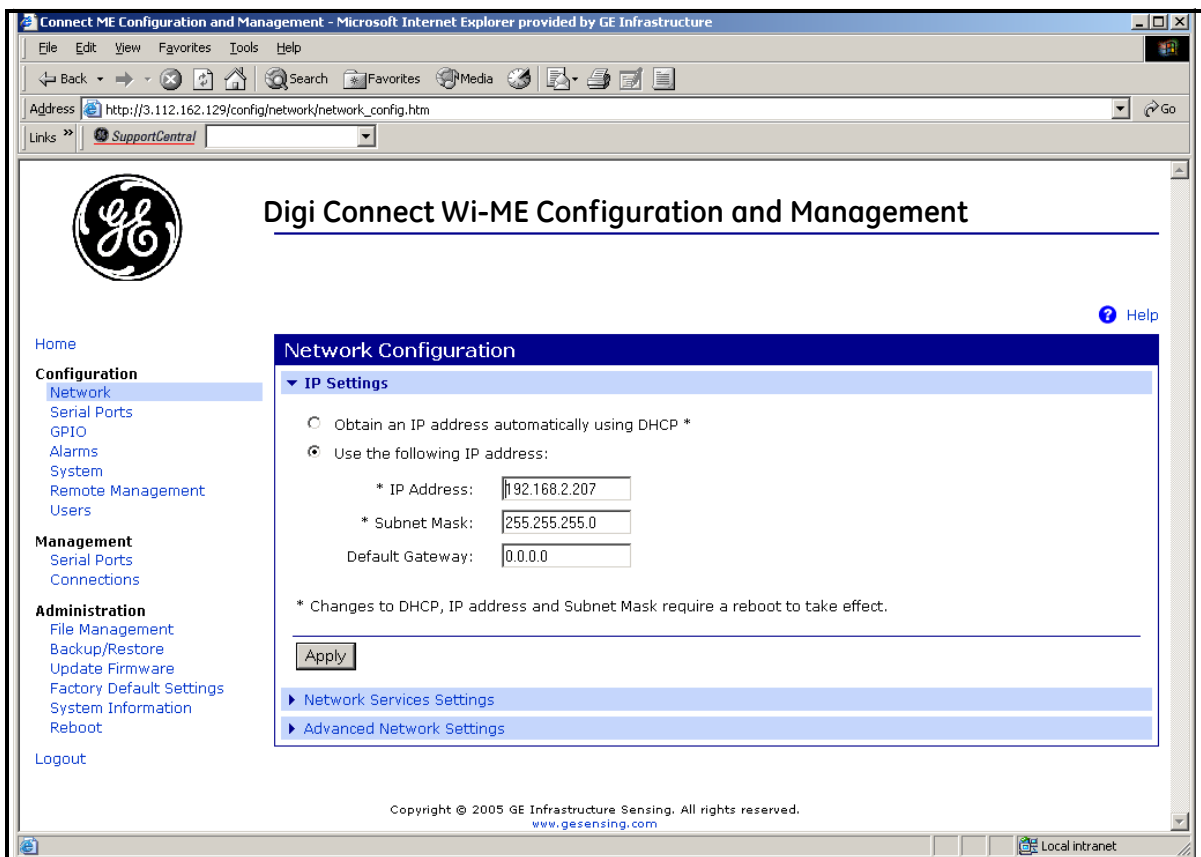 Connect ME Configuration and Management - Microsoft Internet Explorer provided by GE Infrastructure
File Edit View Favorites Tools Help
Back Search Favorites Media
Address http://3.112.162.129/config/network/network_config.htm Go
Links » SupportCentral
GE
Digi Connect Wi-ME Configuration and Management
? Help
Home
Configuration
Network
Serial Ports
GPIO
Alarms
System
Remote Management
Users
Management
Serial Ports
Connections
Administration
File Management
Backup/Restore
Update Firmware
Factory Default Settings
System Information
Reboot
Logout
Network Configuration
IP Settings
Obtain an IP address automatically using DHCP *
Use the following IP address:
* IP Address: 192.168.2.207
* Subnet Mask: 255.255.255.0
Default Gateway: 0.0.0.0
* Changes to DHCP, IP address and Subnet Mask require a reboot to take effect.
Apply
Network Services Settings
Advanced Network Settings
Copyright © 2005 GE Infrastructure Sensing. All rights reserved.
www.gesensing.com
Local intranet